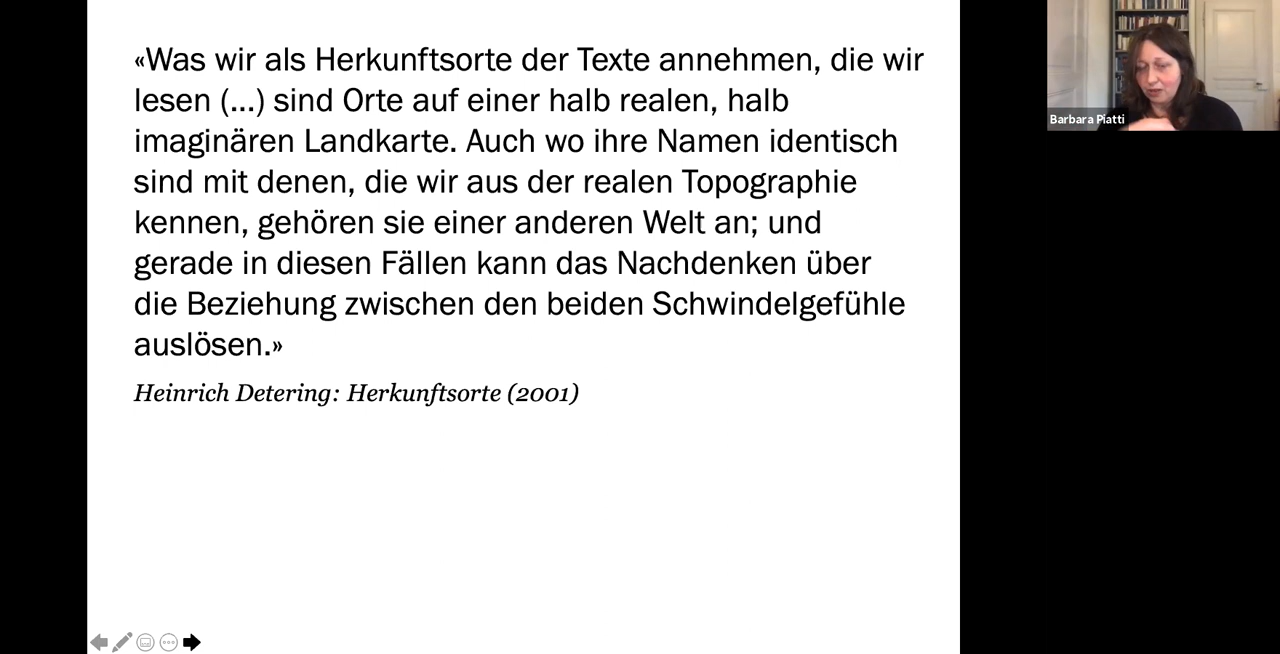 «Was wir als Herkunftsorte der Texte annehmen, die wir
lesen (...) sind Orte auf einer halb realen, halb
imaginären Landkarte. Auch wo ihre Namen identisch
sind mit denen, die wir aus der realen Topographie
kennen, gehören sie einer anderen Welt an; und
gerade in diesen Fällen kann das Nachdenken über
die Beziehung zwischen den beiden Schwindelgefühle
auslösen.»
Heinrich Detering: Herkunftsorte (2001)
Barbara Piatti